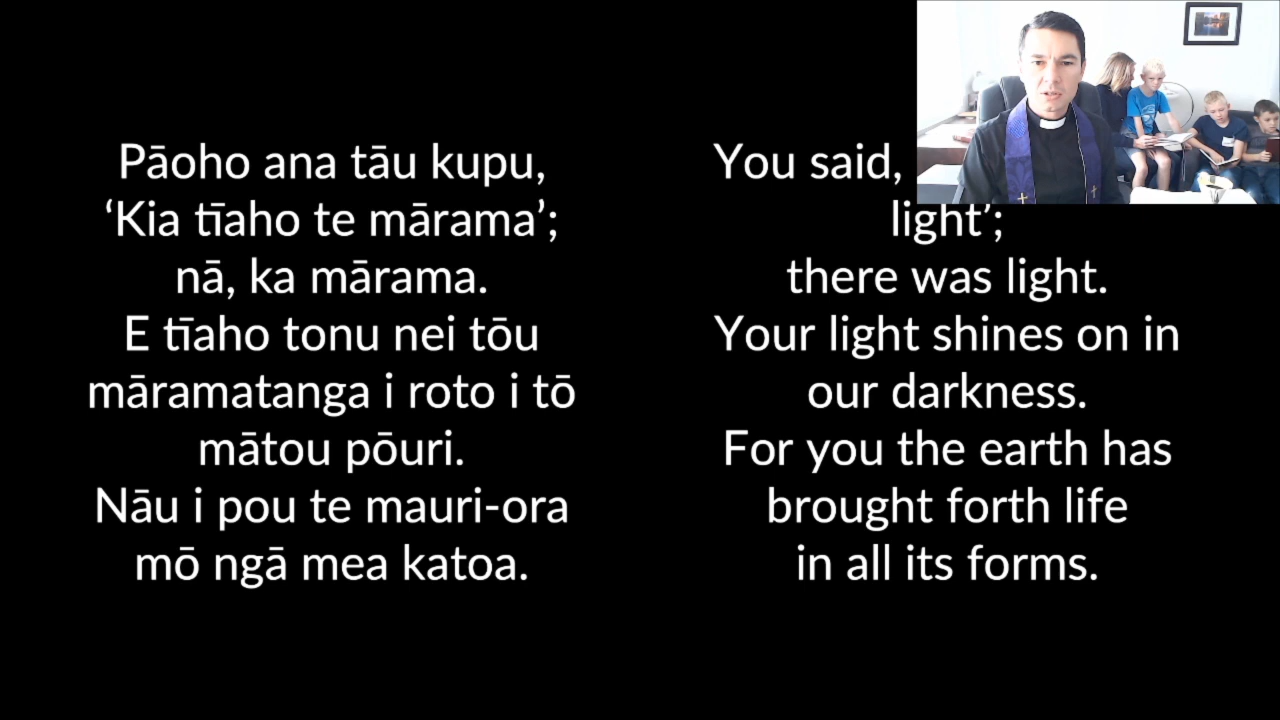 Pāoho ana tāu kupu,
‘Kia tīaho te mārama’;
nā, ka mārama.
E tīaho tonu nei tōu
māramatanga i roto i tō
mātou pōuri.
Nāu i pou te mauri-ora
mō ngā mea katoa.
You said,
light’;
there was light.
Your light shines on in
our darkness.
For you the earth has
brought forth life
in all its forms.